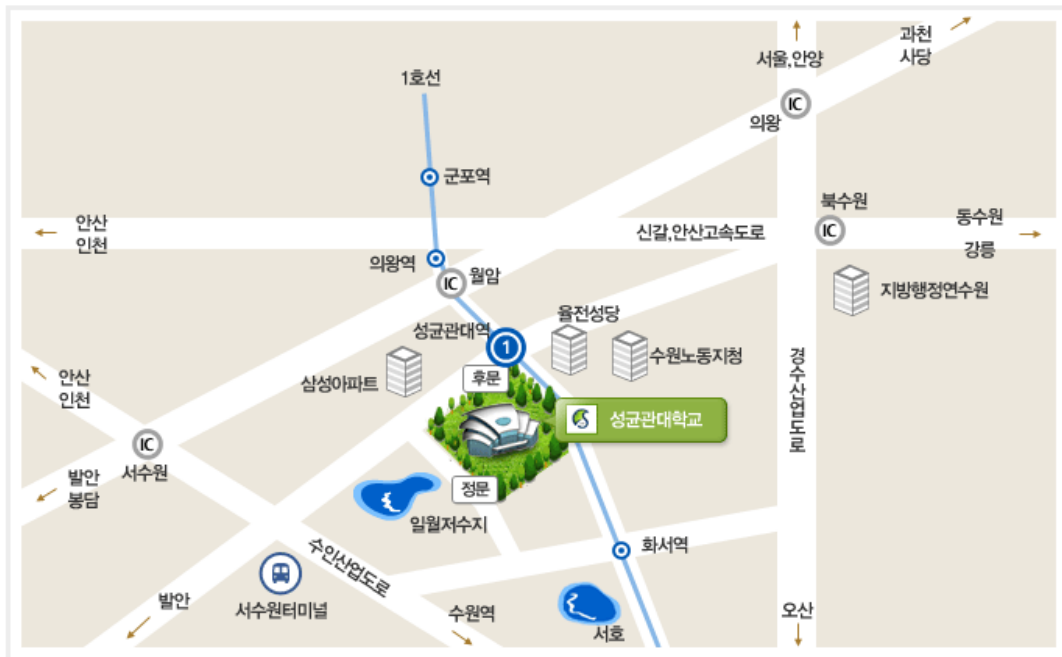 과천
사당
서울,안양
1호선
IC
의왕
군포역
북수원
안산
인천
신갈,안산고속도로
IC
동수원
강릉
의왕역
IC
월암
지방행정연수원
율전성당
성균관대역
1
수원노동지청
삼성아파트
후문
안산
인천
성균관대학교
경수산업도로
IC
서수원
발안
봉담
정문
일월저수지
화서역
수인산업도로
발안
서수원터미널
수원역
서호
오산